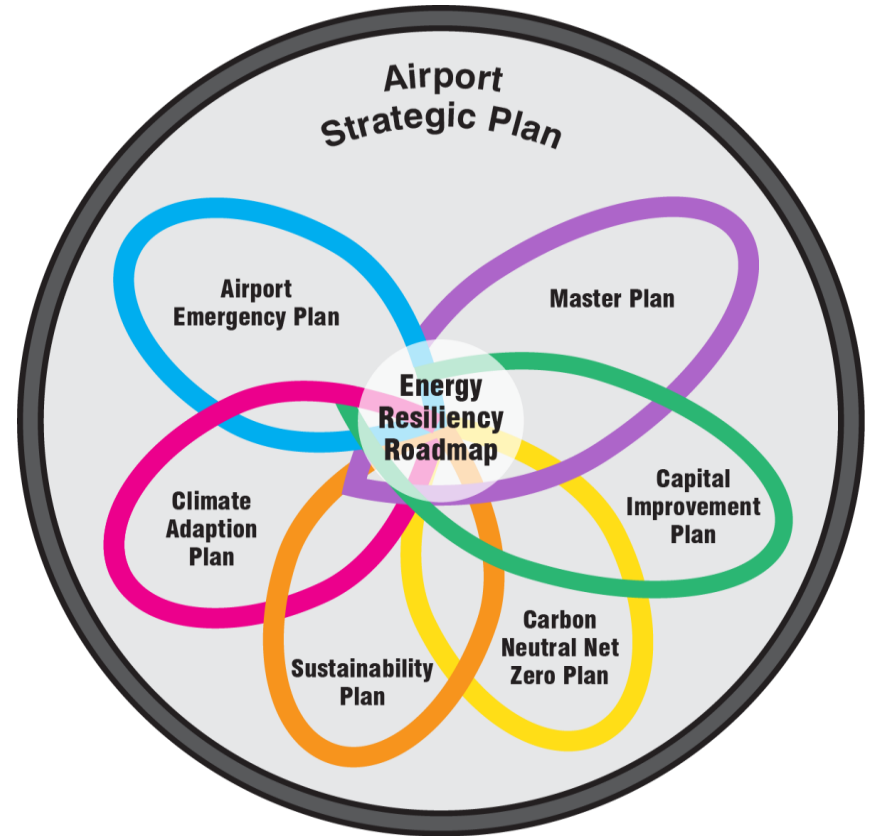 Airport
Strategic Plan
Airport
Emergency Plan
Master Plan
Energy
Resiliency
Roadmap
Climate
Adaption
Plan
Capital
Improvement
Plan
Sustainability
Plan
Carbon
Neutral Net
Zero Plan